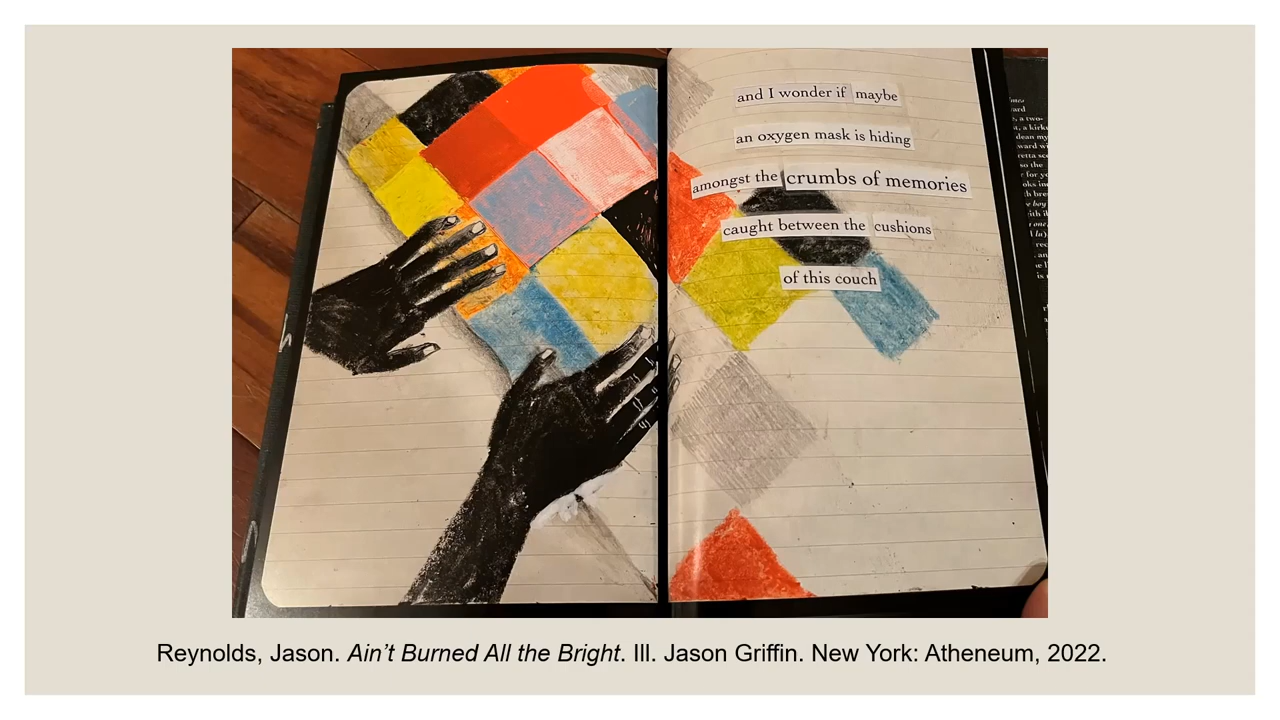 and I wonder if maybe
an oxygen mask is hiding
amongst the crumbs of memories
caught between the cushions
of this couch
Reynolds, Jason. Ain’t Burned All the Bright. Ill. Jason Griffin. New York: Atheneum, 2022.